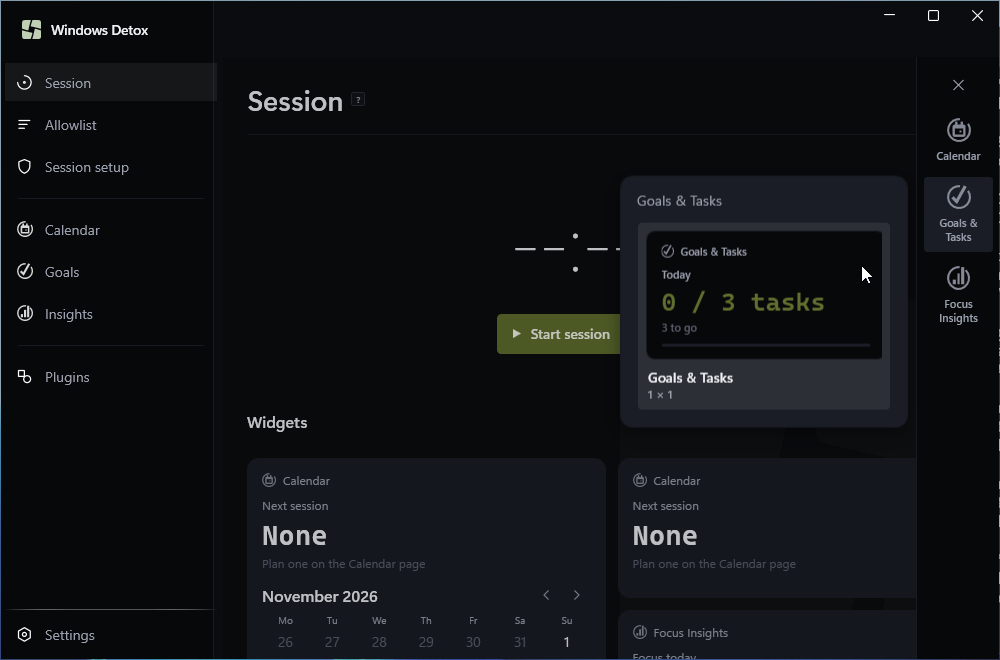 Windows Detox
Session
Allowlist
Session setup
Calendar
Goals
Insights
Plugins
Settings
Session ?
--:--
Start session
Widgets
Calendar
Next session
None
Plan one on the Calendar page
November 2026
Mo Tu We Th Fr Sa Su
26 27 28 29 30 31 1
Calendar
Next session
None
Plan one on the Calendar page
Focus Insights
Focus today
Goals & Tasks
Goals & Tasks
Today
0 / 3 tasks
3 to go
Goals & Tasks
1 × 1
Calendar
Goals &
Tasks
Focus
Insights